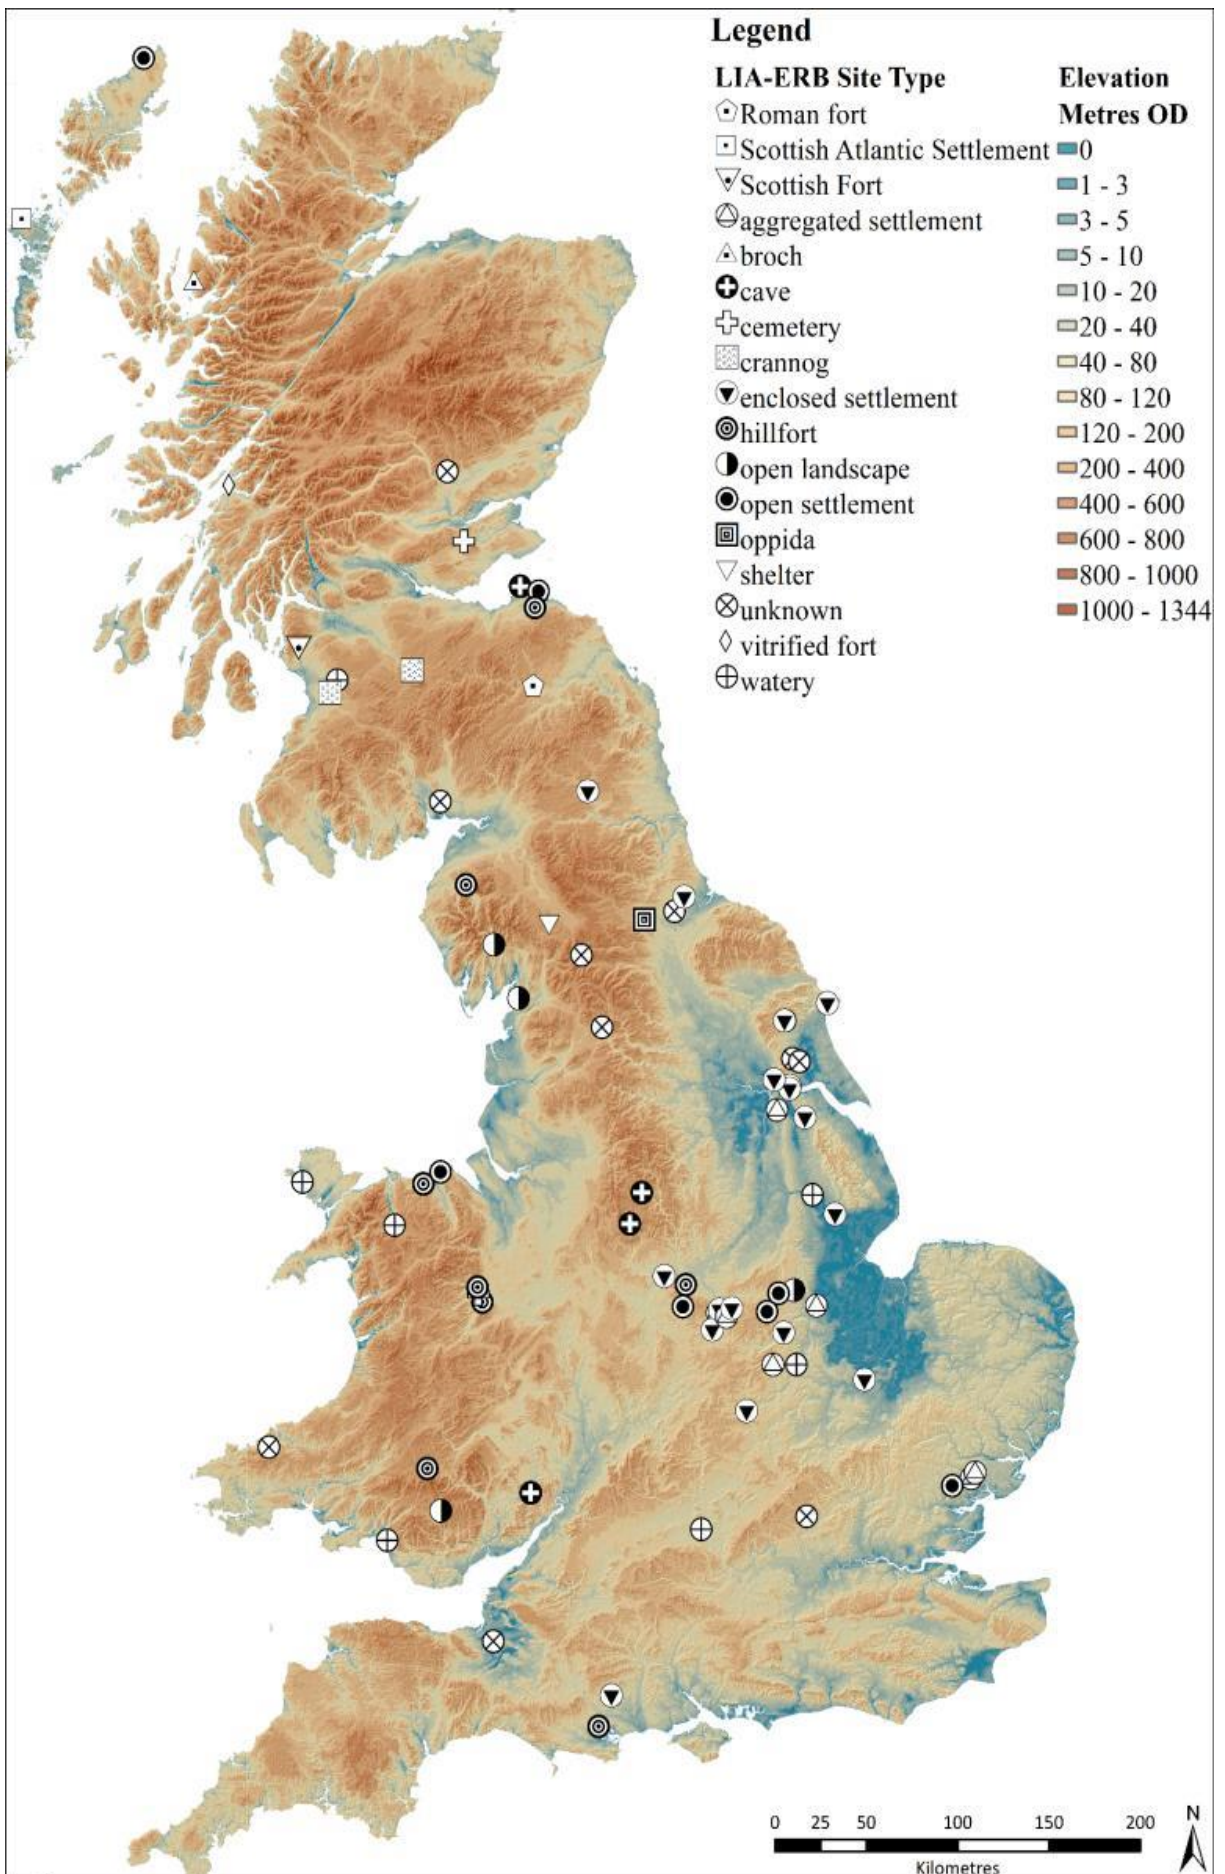 Legend
LIA-ERB Site Type
Roman fort
Scottish Atlantic Settlement
Scottish Fort
aggregated settlement
broch
cave
cemetery
crannog
enclosed settlement
hillfort
open landscape
open settlement
oppida
shelter
unknown
vitrified fort
watery
Elevation
Metres OD
0
1 - 3
3 - 5
5 - 10
10 - 20
20 - 40
40 - 80
80 - 120
120 - 200
200 - 400
400 - 600
600 - 800
800 - 1000
1000 - 1344
0 25 50 100 150 200
Kilometres
N